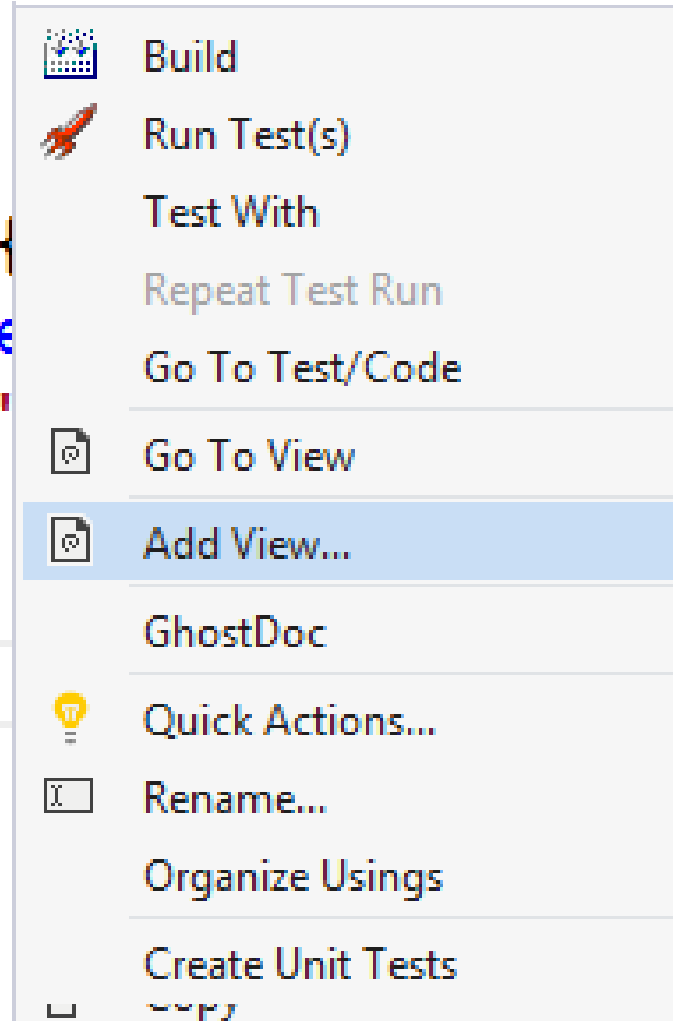 Build
Run Test(s)
Test With
Repeat Test Run
Go To Test/Code
Go To View
Add View...
GhostDoc
Quick Actions...
Rename...
Organize Usings
Create Unit Tests